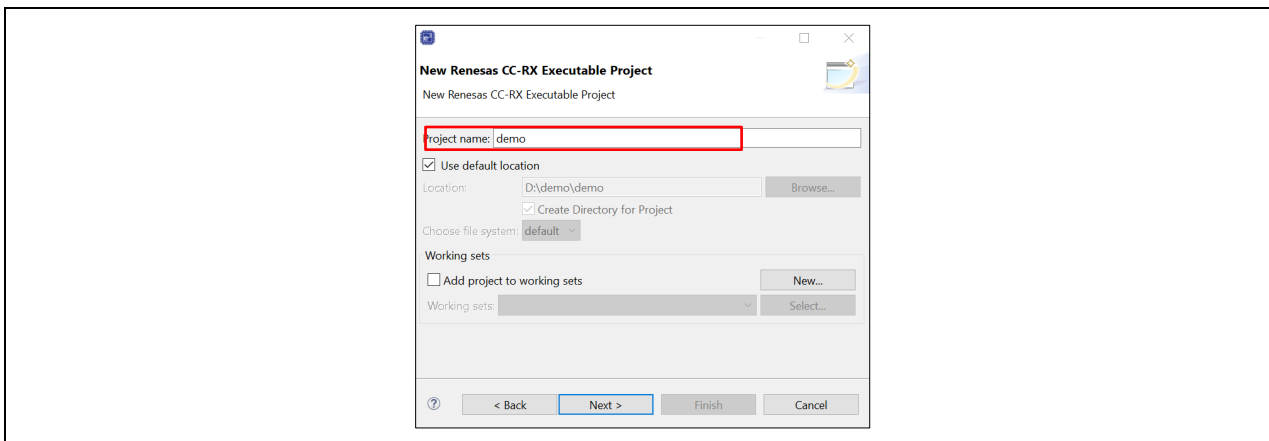 New Renesas CC-RX Executable Project
New Renesas CC-RX Executable Project
Project name: demo
Use default location
Location: D:\demo\demo Browse...
Create Directory for Project
Choose file system: default
Working sets
Add project to working sets New...
Working sets: Select...
? < Back Next > Finish Cancel